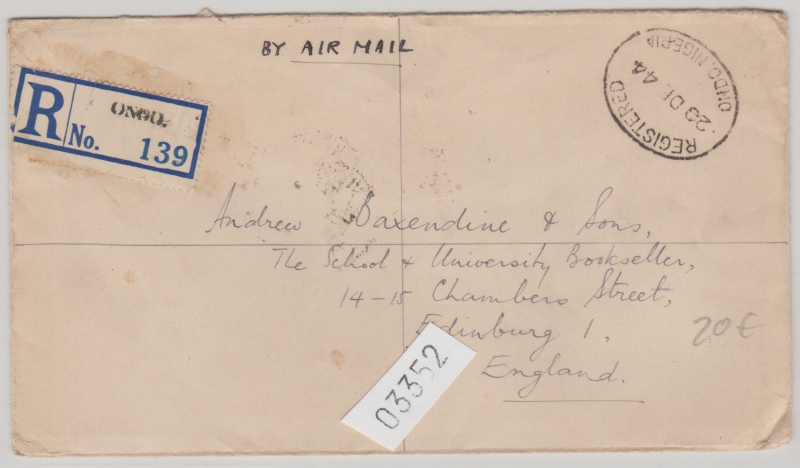 BY AIR MAIL
REGISTERED
29 DE 44
ONDO. NIGERIA
R
ONDO.
No. 139
Andrew Baxendine & Sons,
The School & University Bookseller,
14-15 Chambers Street,
Edinburg 1,
England.
20€
03352